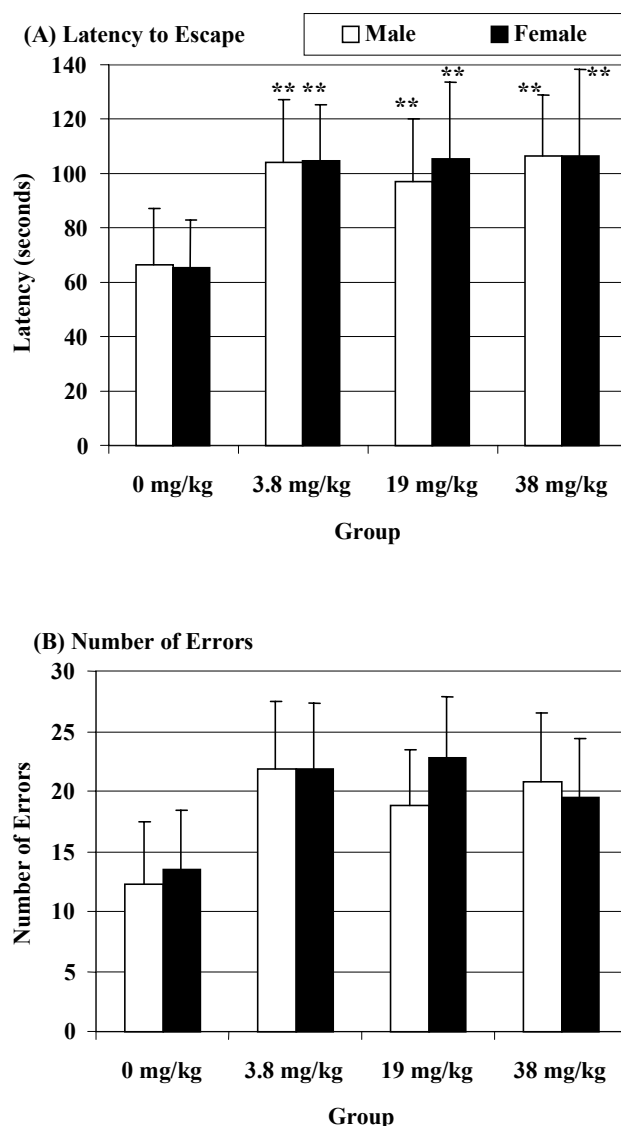 (A) Latency to Escape
Male Female
140
120
100
80
60
40
20
0
Latency (seconds)
** ** ** ** ** **
0 mg/kg 3.8 mg/kg 19 mg/kg 38 mg/kg
Group
(B) Number of Errors
30
25
20
15
10
5
0
Number of Errors
0 mg/kg 3.8 mg/kg 19 mg/kg 38 mg/kg
Group